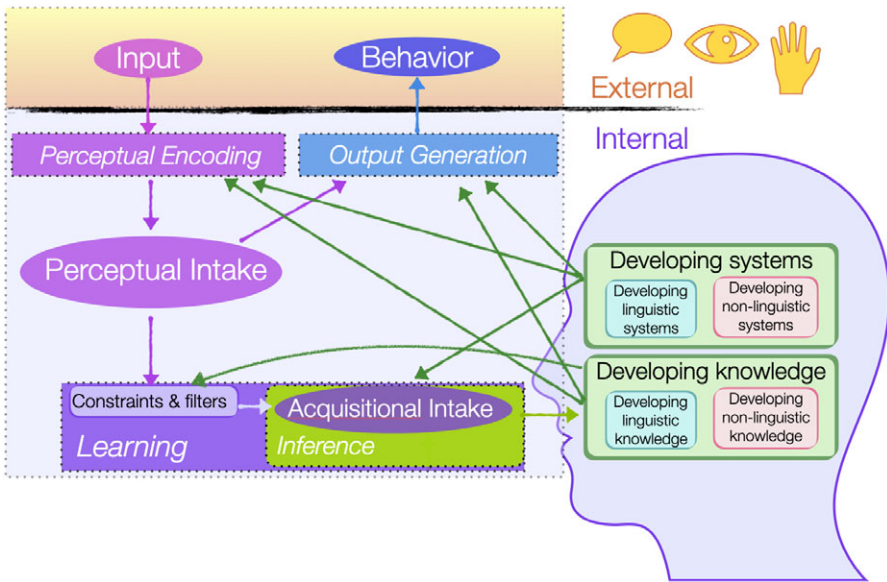 Input
Behavior
External
Internal
Perceptual Encoding
Output Generation
Perceptual Intake
Developing systems
Developing
linguistic
systems
Developing
non-linguistic
systems
Developing knowledge
Developing
linguistic
knowledge
Developing
non-linguistic
knowledge
Constraints & filters
Acquisitional Intake
Learning
Inference